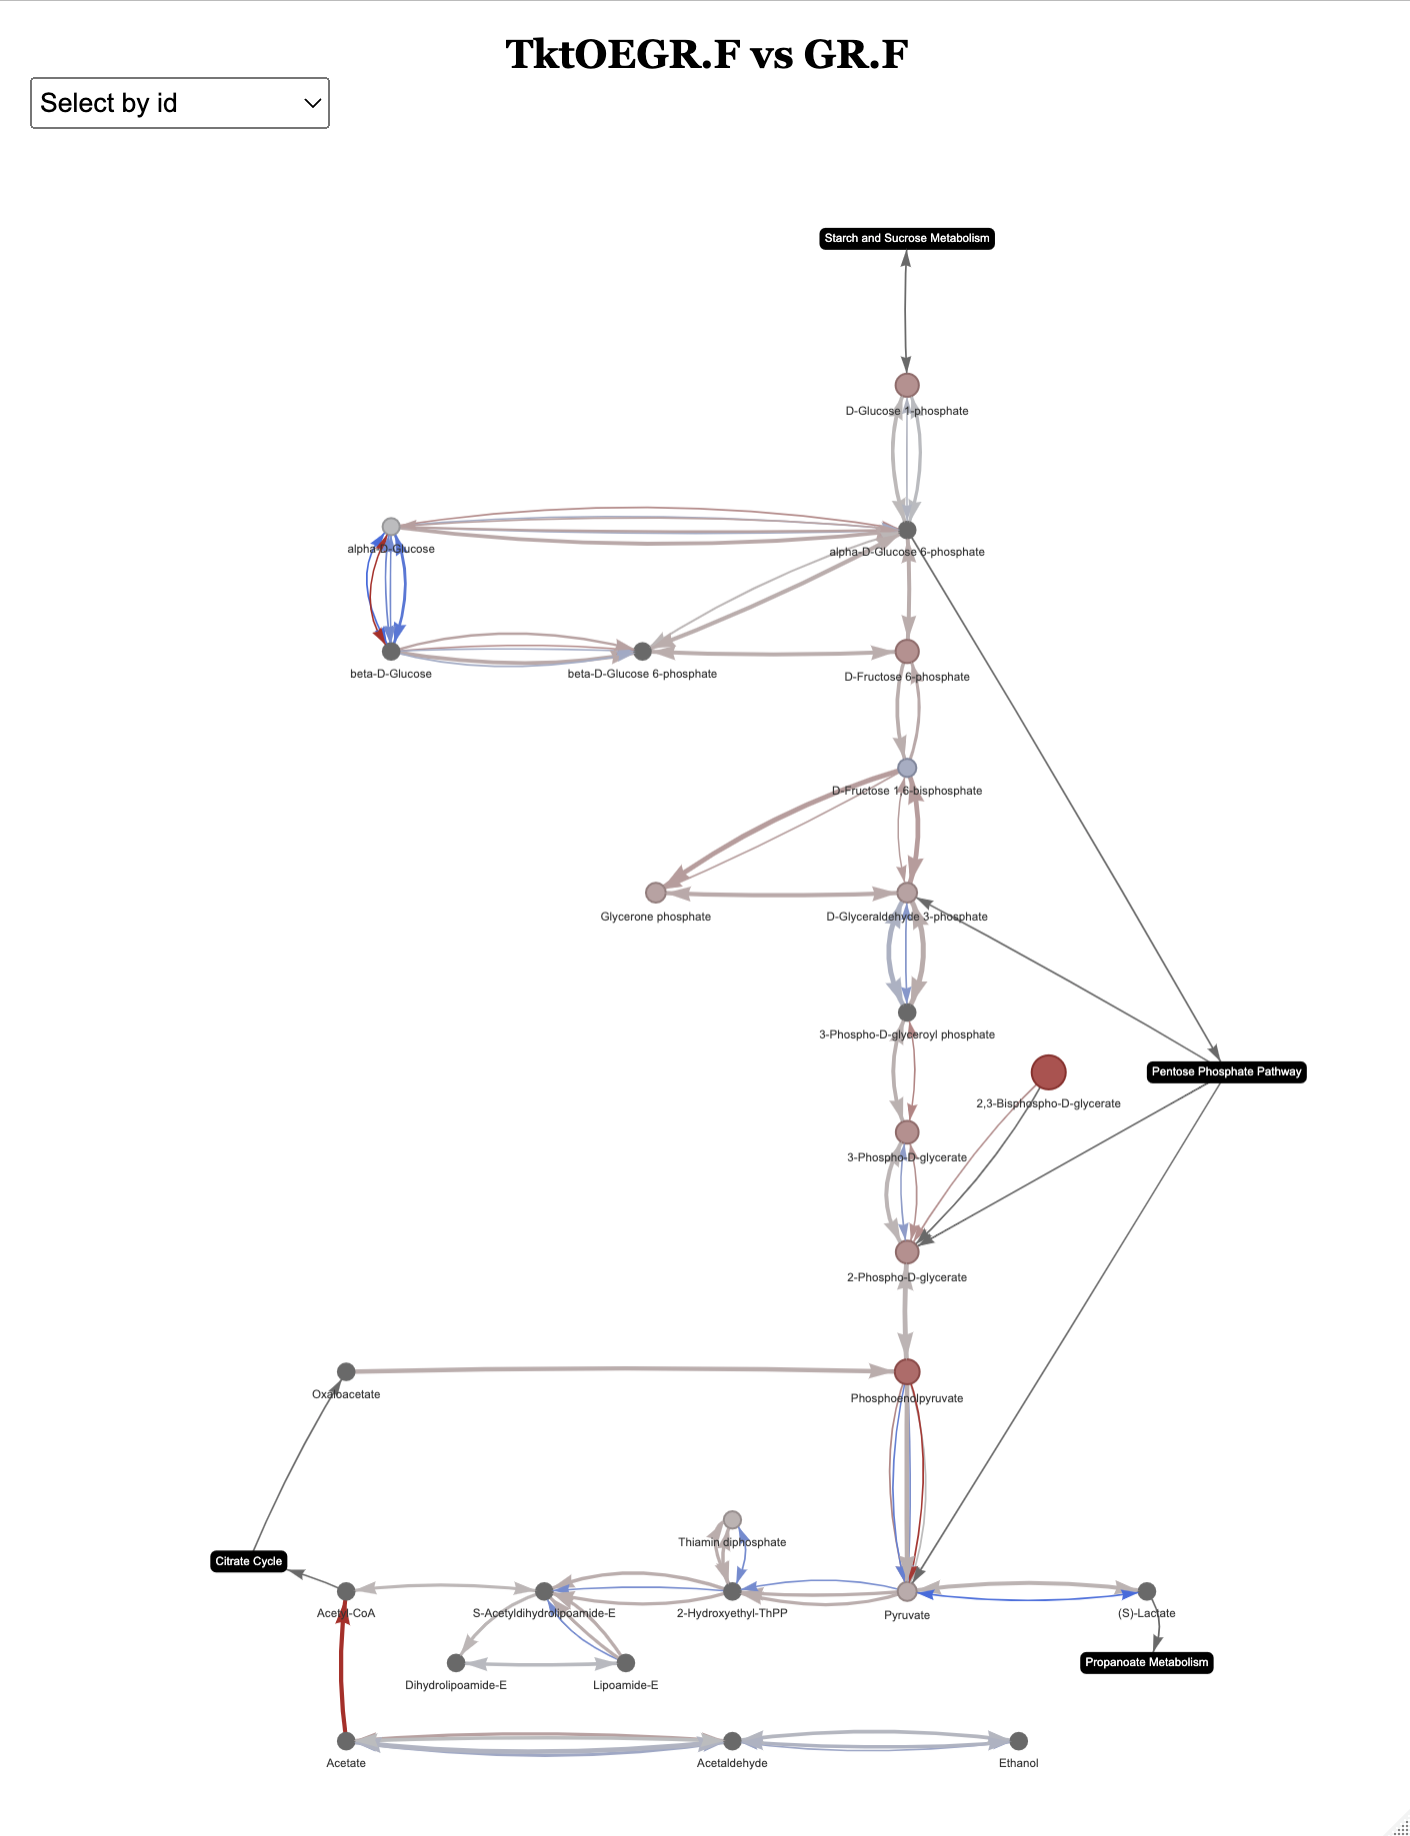 TktOEGR.F vs GR.F
Select by id
Starch and Sucrose Metabolism
D-Glucose 1-phosphate
alpha-D-Glucose
alpha-D-Glucose 6-phosphate
beta-D-Glucose
beta-D-Glucose 6-phosphate
D-Fructose 6-phosphate
D-Fructose 1,6-bisphosphate
Glycerone phosphate
D-Glyceraldehyde 3-phosphate
3-Phospho-D-glyceroyl phosphate
Pentose Phosphate Pathway
2,3-Bisphospho-D-glycerate
3-Phospho-D-glycerate
2-Phospho-D-glycerate
Oxaloacetate
Phosphoenolpyruvate
Thiamin diphosphate
Citrate Cycle
Acetyl-CoA
S-Acetyldihydrolipoamide-E
2-Hydroxyethyl-ThPP
Pyruvate
(S)-Lactate
Propanoate Metabolism
Dihydrolipoamide-E
Lipoamide-E
Acetate
Acetaldehyde
Ethanol